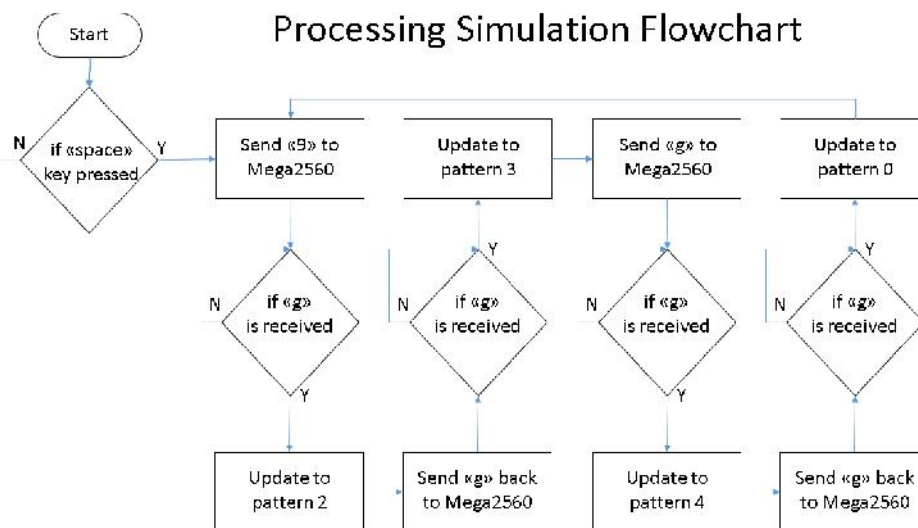 Processing Simulation Flowchart
Start
N
if «space»
key pressed
Y
Send «9» to
Mega2560
Update to
pattern 3
Send «g» to
Mega2560
Update to
pattern 0
N
if «g»
is received
Y
N
if «g»
is received
Y
N
if «g»
is received
Y
N
if «g»
is received
Y
Update to
pattern 2
Send «g» back
to Mega2560
Update to
pattern 4
Send «g» back
to Mega2560